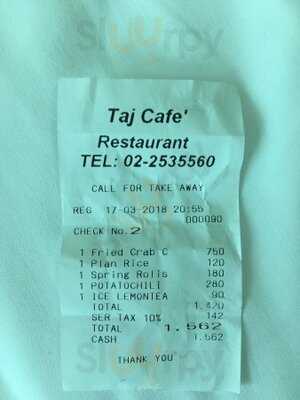 Taj Cafe'
Restaurant
TEL: 02-2535560
CALL FOR TAKE AWAY
REG 17-03-2018 20:55
000090
CHECK No.2
1 Fried Crab C 750
1 Plan Rice 120
1 Spring Rolls 180
1 POTATOCHILI 280
1 ICE LEMONTEA 90
TOTAL 1.420
SER TAX 10% 142
TOTAL 1.562
CASH 1.562
THANK YOU